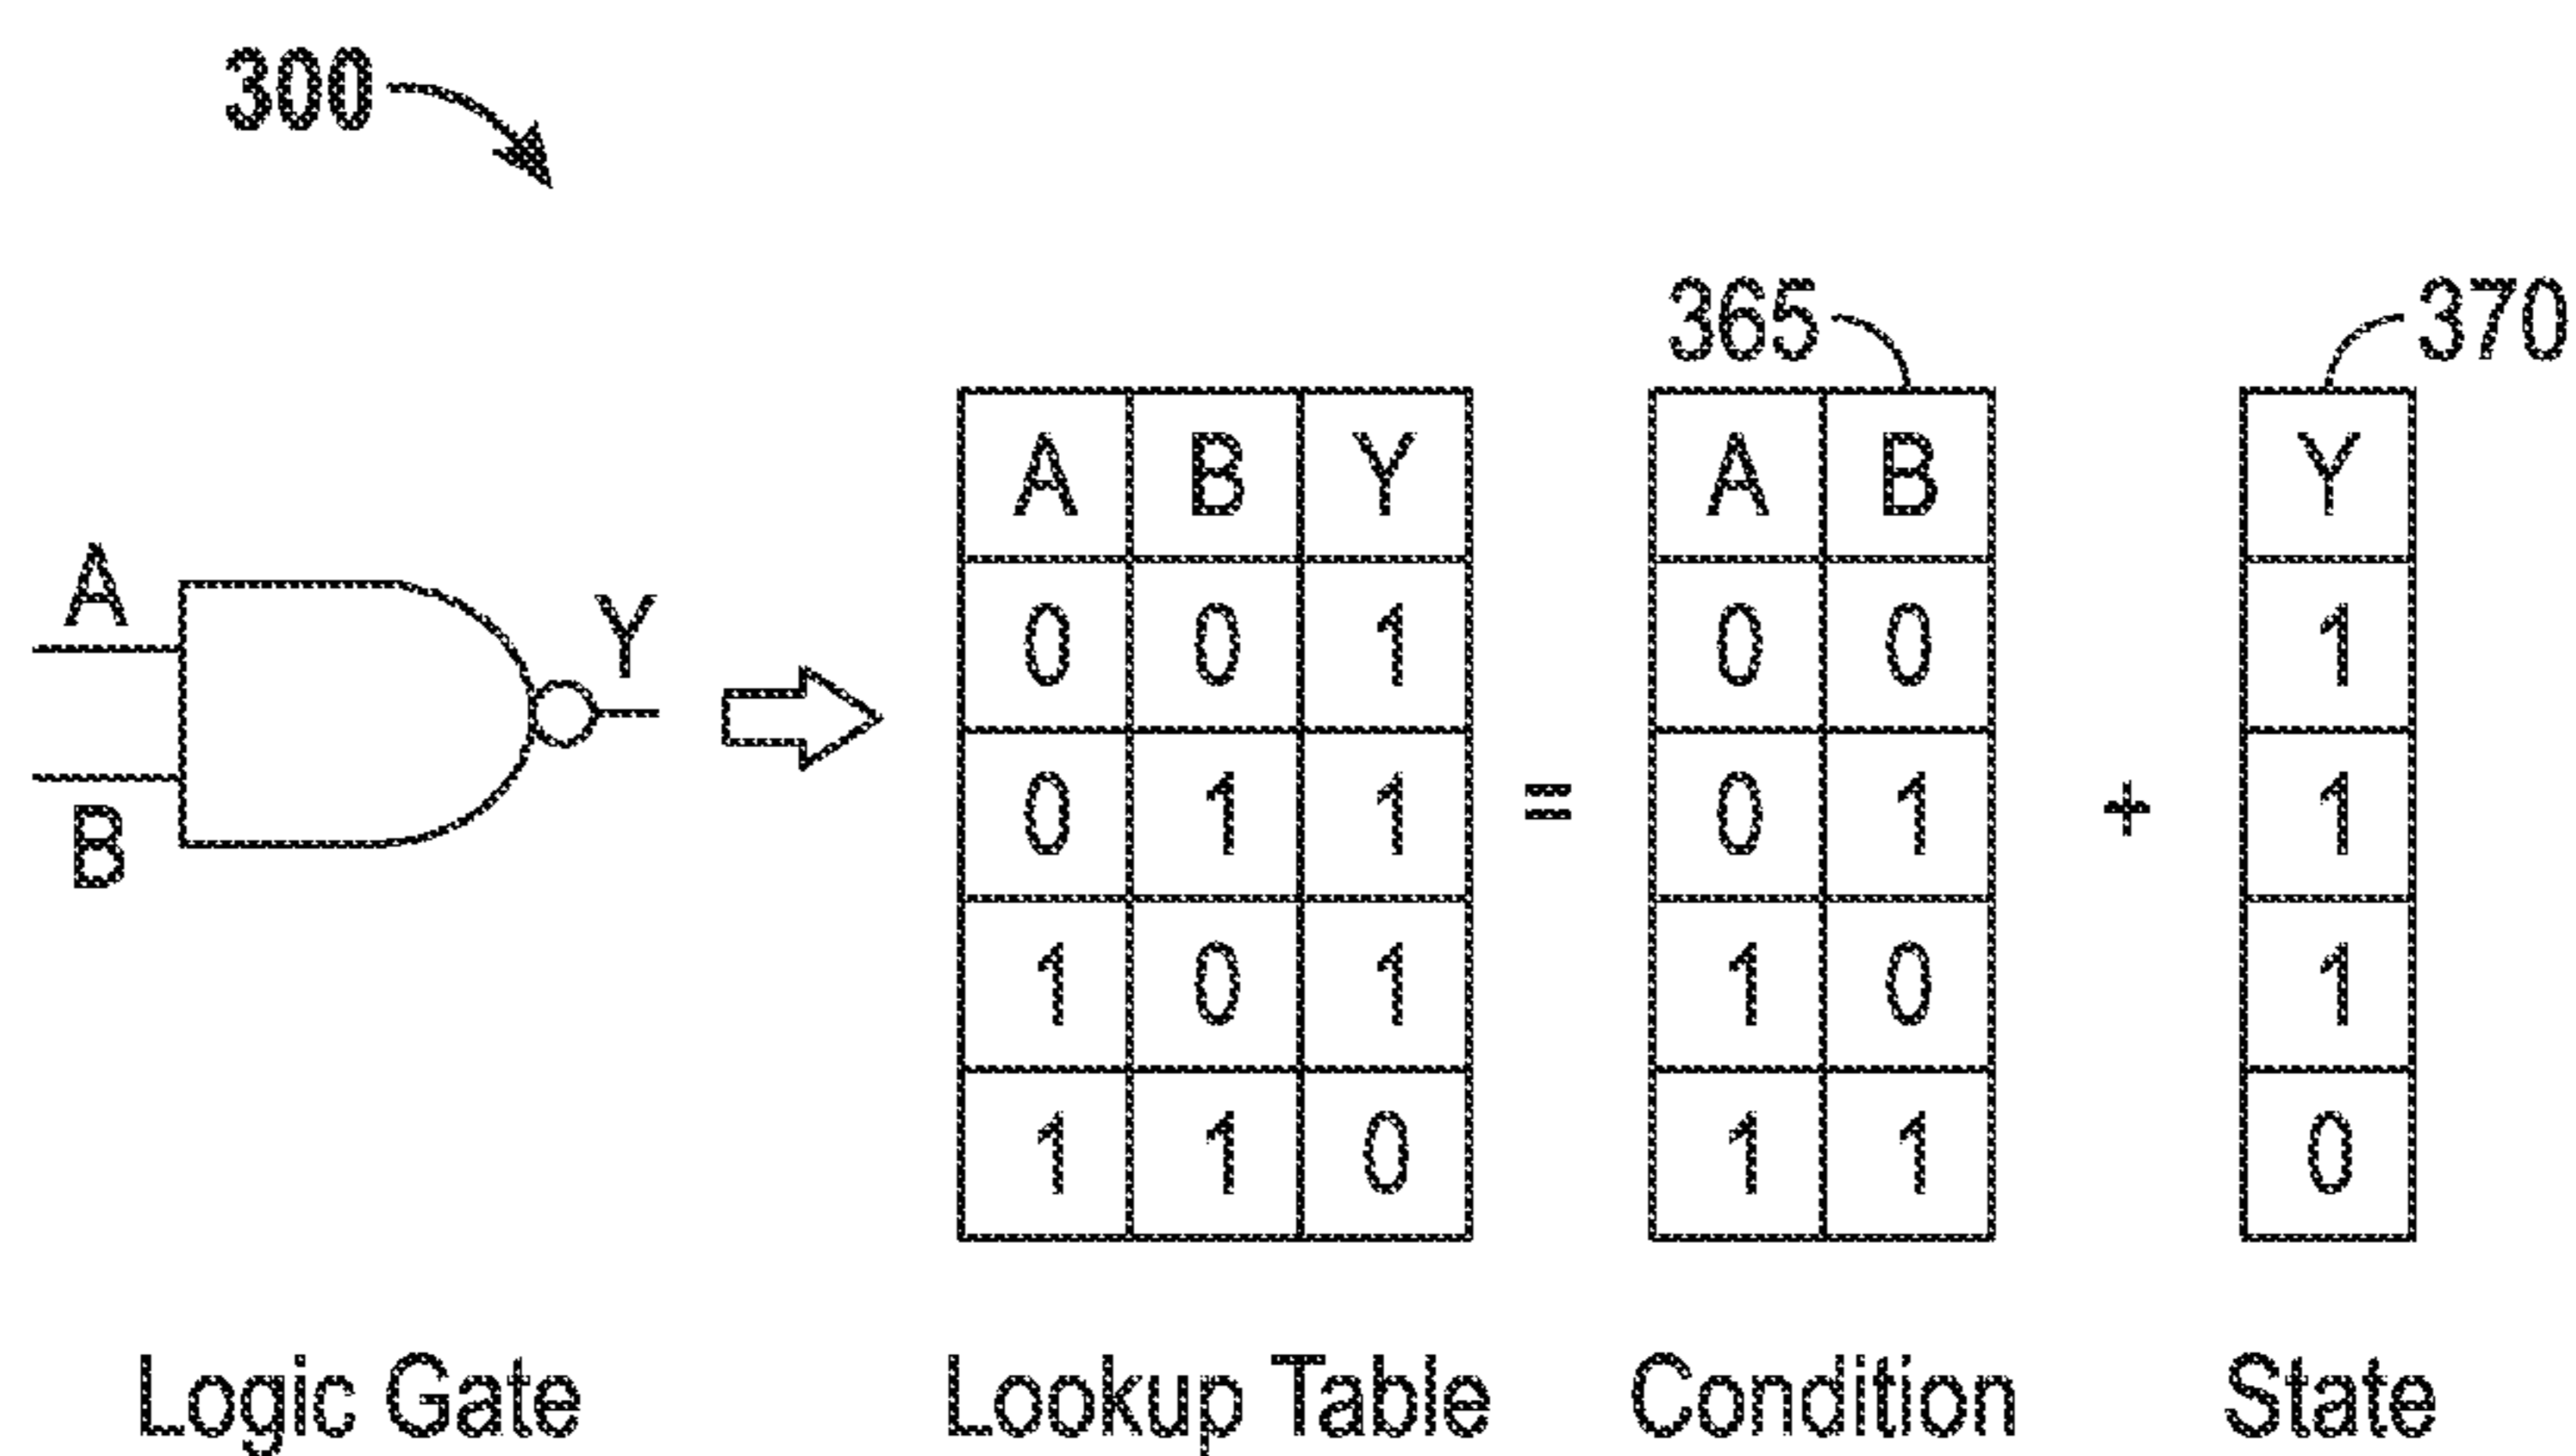 300
365 370
A B Y A B Y
0 0 1 0 0 1
A Y
0 1 1 = 0 1 + 1
B
1 0 1 1 0 1
1 1 0 1 1 0
Logic Gate Lookup Table Condition State